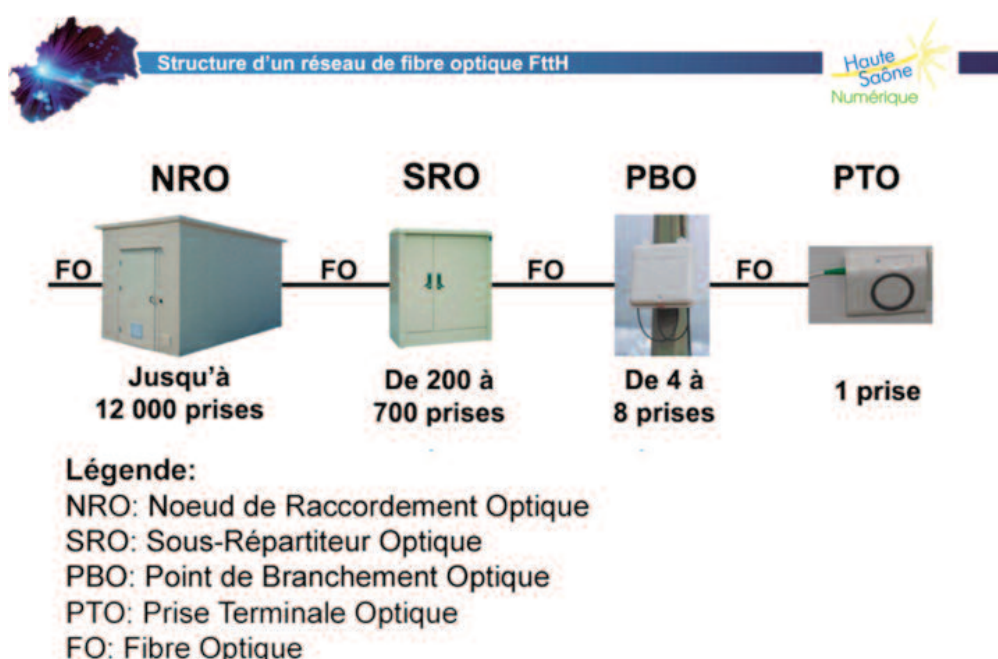 Structure d'un réseau de fibre optique FttH
Haute
Saône
Numérique
NRO
SRO
PBO
PTO
FO
FO
FO
FO
Jusqu'à
12 000 prises
De 200 à
700 prises
De 4 à
8 prises
1 prise
Légende:
NRO: Noeud de Raccordement Optique
SRO: Sous-Répartiteur Optique
PBO: Point de Branchement Optique
PTO: Prise Terminale Optique
FO: Fibre Optique